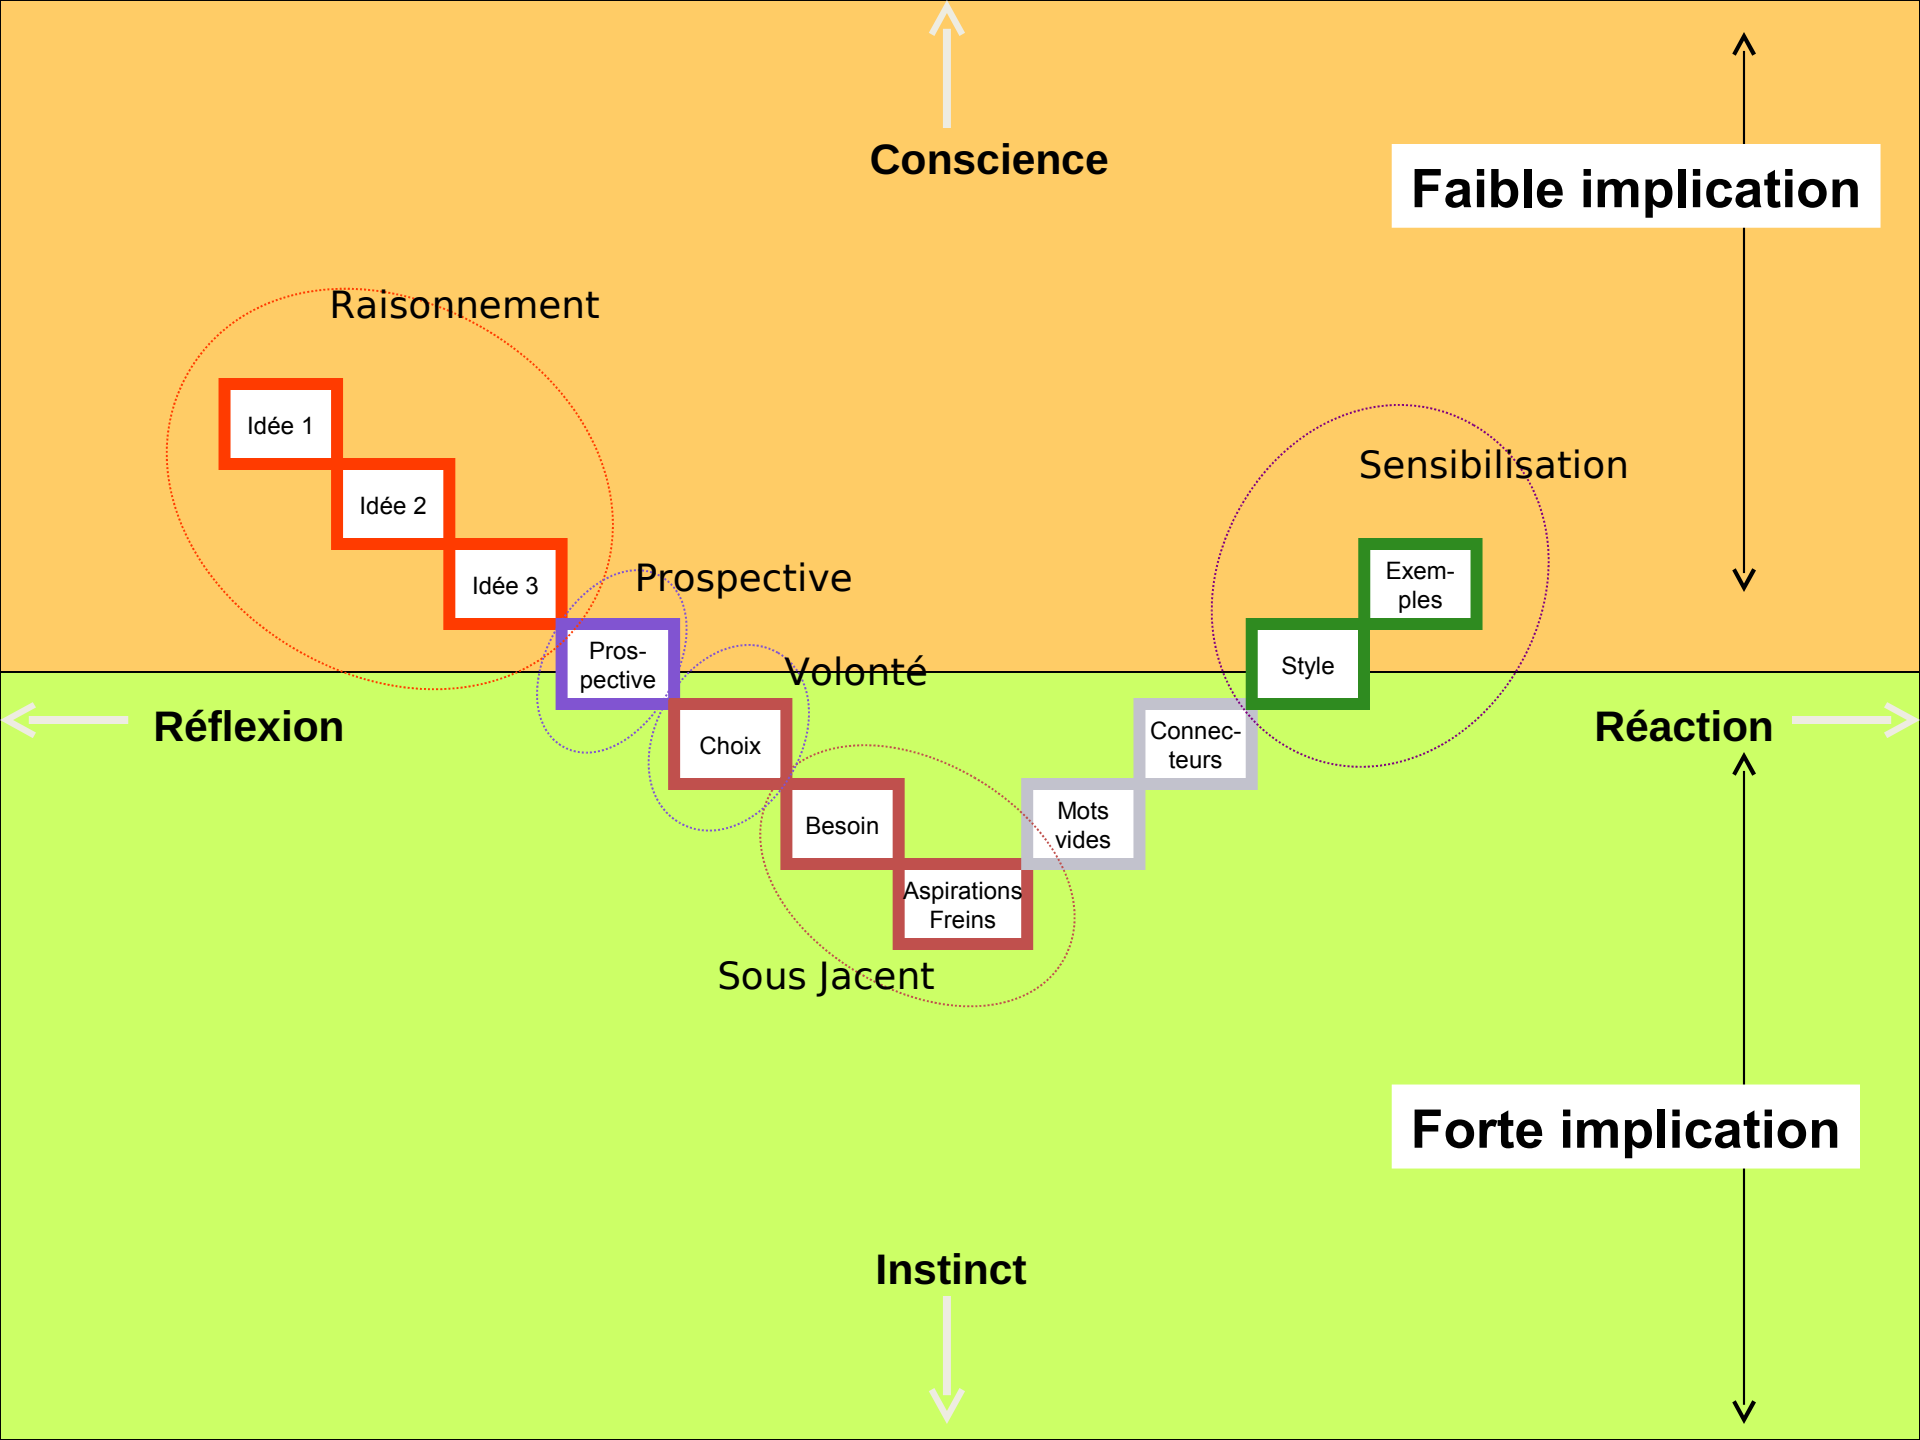 Conscience
Faible implication
Raisonnement
Idée 1
Sensibilisation
Idée 2
Prospective
Idée 3
Exem-
ples
Pros-
pective
Volonté
Style
Réflexion
Choix
Connec-
teurs
Réaction
Besoin
Mots
vides
Aspirations
Freins
Sous Jacent
Forte implication
Instinct